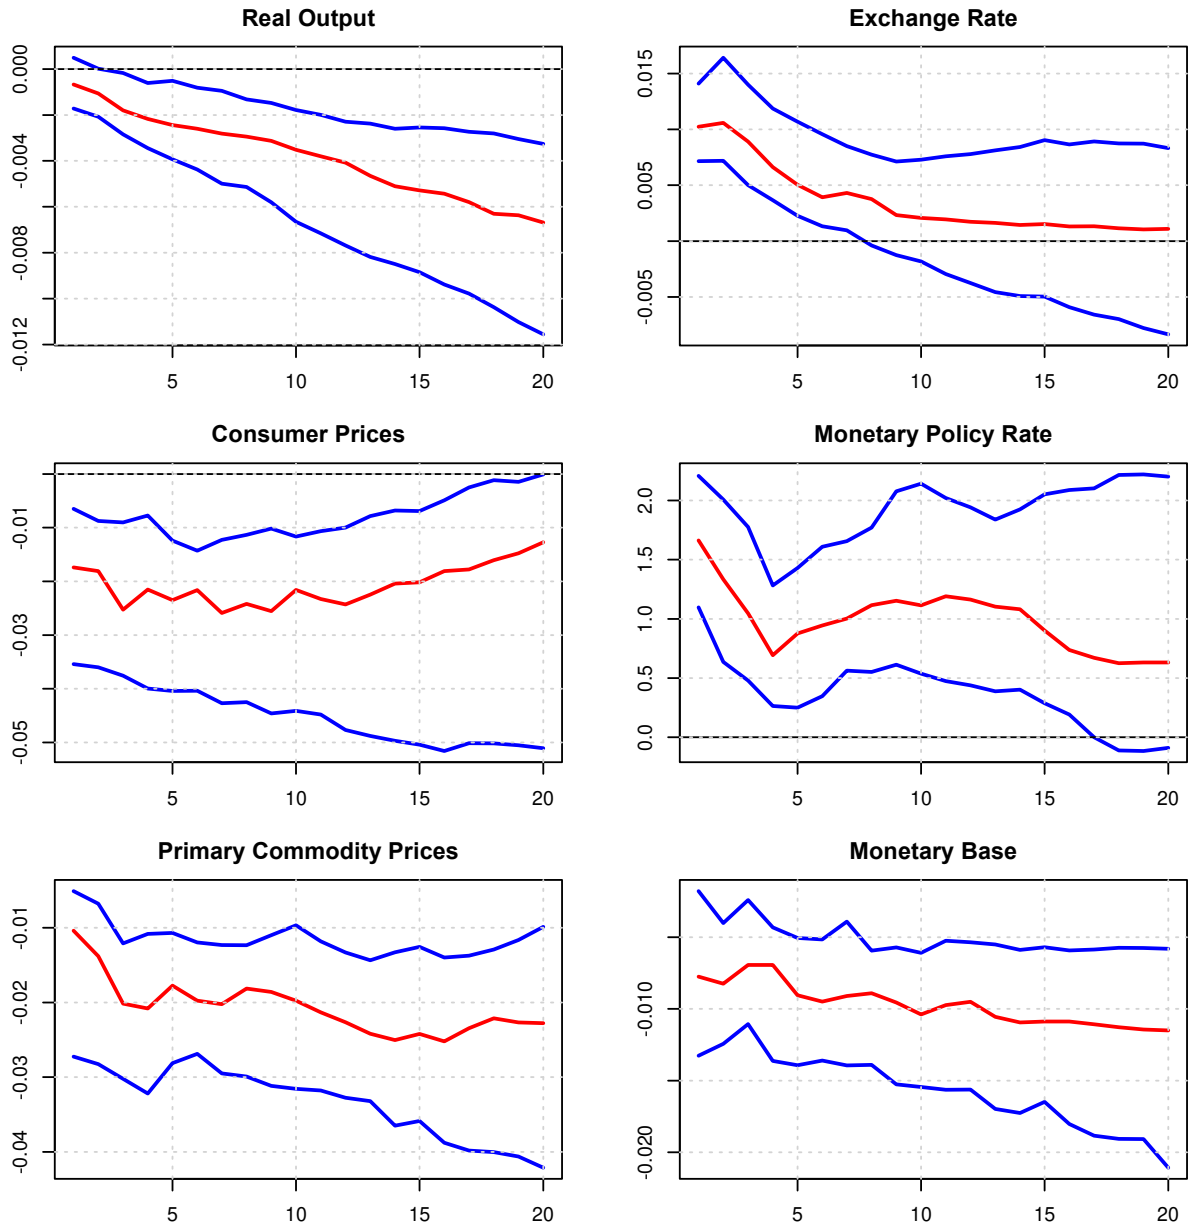 Real Output
0.000
-0.004
-0.008
-0.012
5 10 15 20
Exchange Rate
0.015
0.005
-0.005
5 10 15 20
Consumer Prices
-0.01
-0.03
-0.05
5 10 15 20
Monetary Policy Rate
2.0
1.5
1.0
0.5
0.0
5 10 15 20
Primary Commodity Prices
-0.01
-0.02
-0.03
-0.04
5 10 15 20
Monetary Base
-0.010
-0.020
5 10 15 20